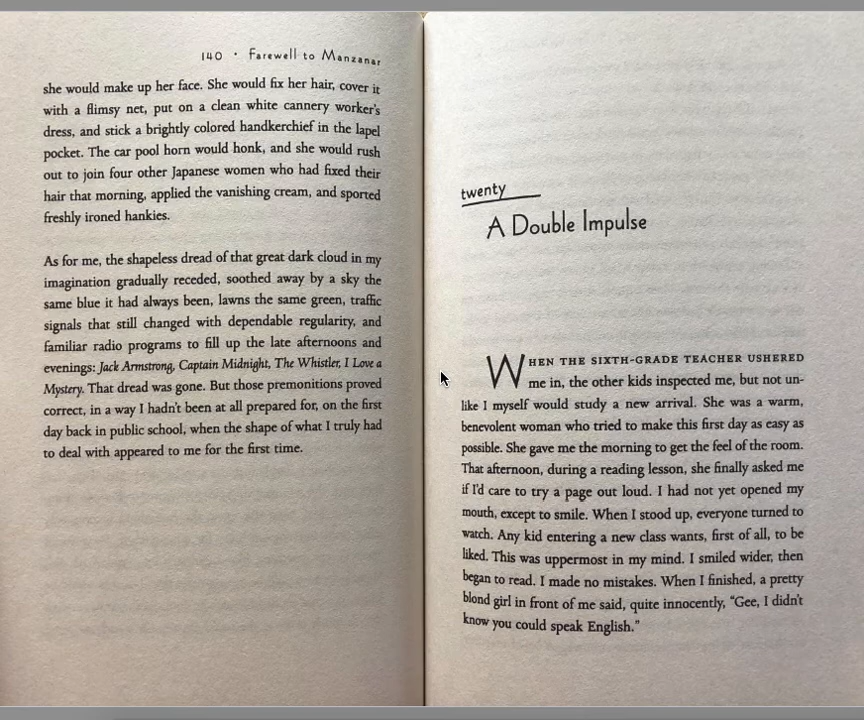 140 • Farewell to Manzanar
she would make up her face. She would fix her hair, cover it
with a flimsy net, put on a clean white cannery worker's
dress, and stick a brightly colored handkerchief in the lapel
pocket. The car pool horn would honk, and she would rush
out to join four other Japanese women who had fixed their
hair that morning, applied the vanishing cream, and sported
freshly ironed hankies.
As for me, the shapeless dread of that great dark cloud in my
imagination gradually receded, soothed away by a sky the
same blue it had always been, lawns the same green, traffic
signals that still changed with dependable regularity, and
familiar radio programs to fill up the late afternoons and
evenings: Jack Armstrong, Captain Midnight, The Whistler, I Love a
Mystery. That dread was gone. But those premonitions proved
correct, in a way I hadn't been at all prepared for, on the first
day back in public school, when the shape of what I truly had
to deal with appeared to me for the first time.
twenty
A Double Impulse
WHEN THE SIXTH-GRADE TEACHER USHERED
me in, the other kids inspected me, but not un-
like I myself would study a new arrival. She was a warm,
benevolent woman who tried to make this first day as easy as
possible. She gave me the morning to get the feel of the room.
That afternoon, during a reading lesson, she finally asked me
if I'd care to try a page out loud. I had not yet opened my
mouth, except to smile. When I stood up, everyone turned to
watch. Any kid entering a new class wants, first of all, to be
liked. This was uppermost in my mind. I smiled wider, then
began to read. I made no mistakes. When I finished, a pretty
blond girl in front of me said, quite innocently, "Gee, I didn't
know you could speak English."